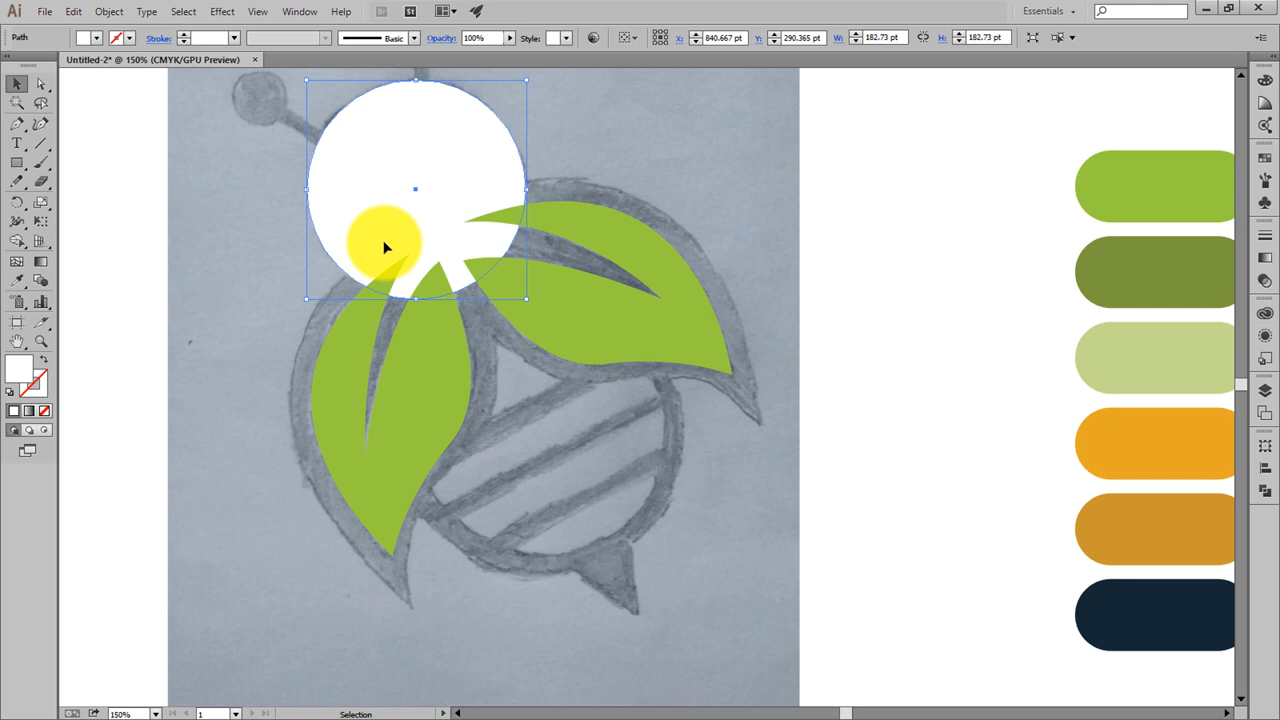 Ai File Edit Object Type Select Effect View Window Help Br St Essentials
Path Stroke: Basic Opacity: 100% Style: X: 840.667 pt Y: 290.365 pt W: 182.73 pt H: 182.73 pt
Untitled-2* @ 150% (CMYK/GPU Preview) ×
T
150% 1 Selection